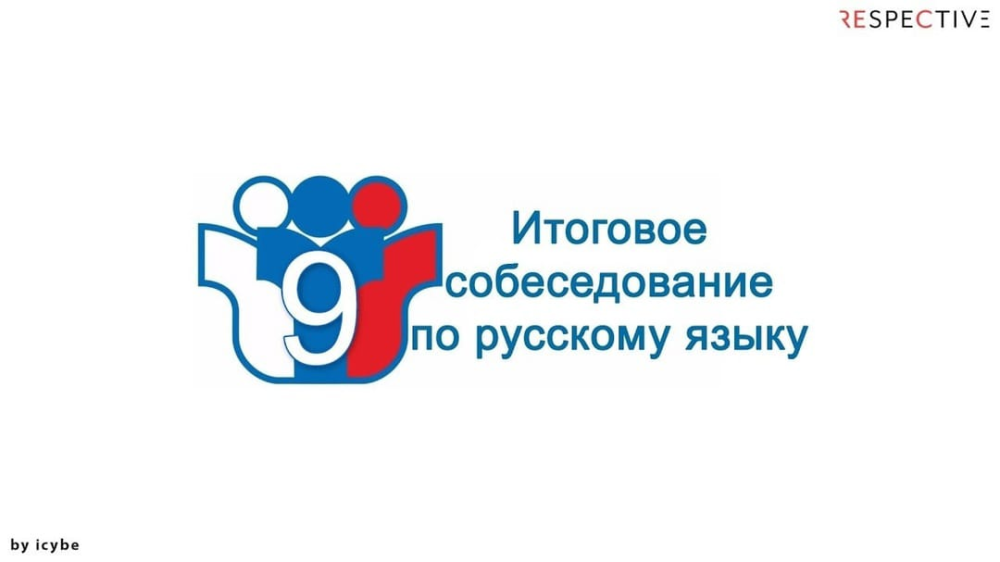 RESPECTIVE
9
Итоговое
собеседование
по русскому языку
by icybe